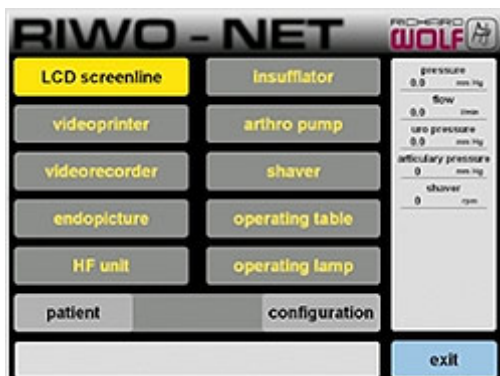 RIWO - NET
RICHARD
WOLF
LCD screenline
insufflator
videoprinter
arthro pump
videorecorder
shaver
endopicture
operating table
HF unit
operating lamp
patient
configuration
pressure
0.0 mm Hg
flow
0.0 l/min
uro pressure
0.0 mm Hg
articulary pressure
0 mm Hg
shaver
0 rpm
exit